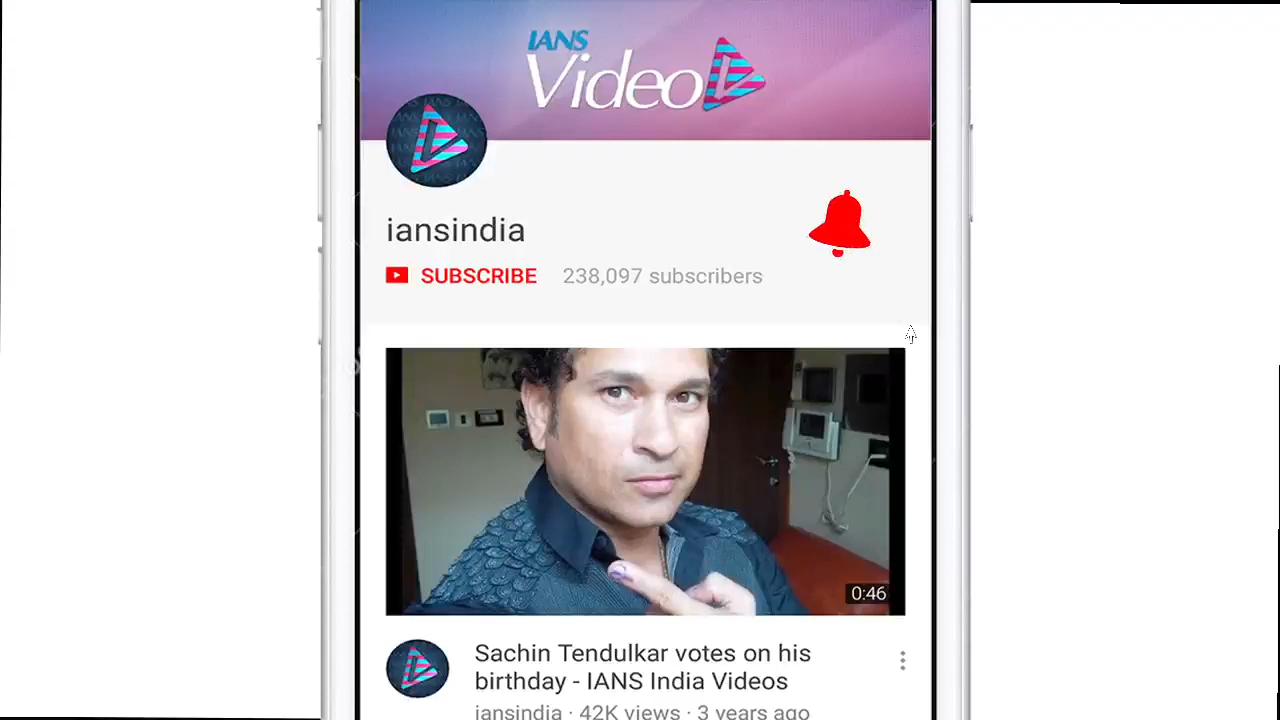 IANS
Video
iansindia
SUBSCRIBE 238,097 subscribers
0:46
Sachin Tendulkar votes on his
birthday - IANS India Videos
iansindia · 42K views · 3 years ago